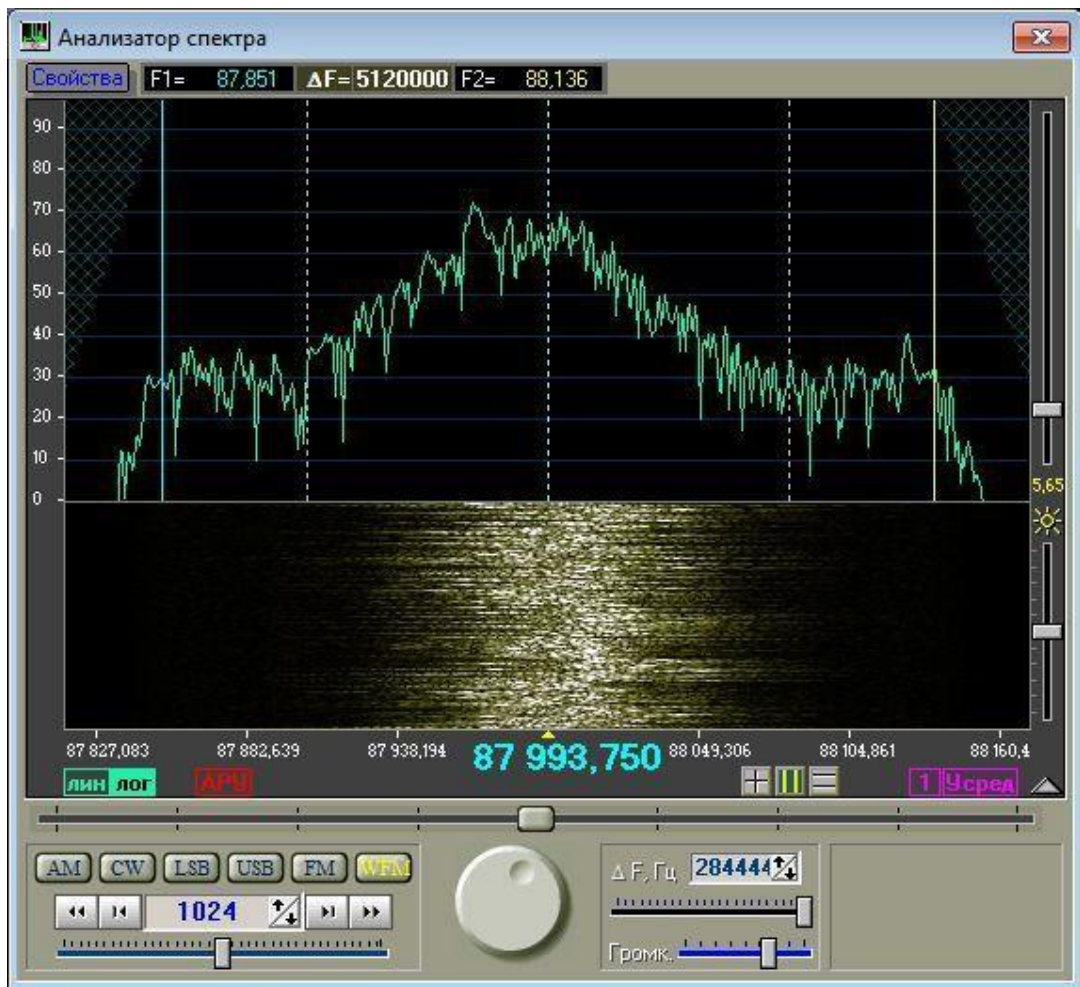 Анализатор спектра
Свойства F1= 87,851 ΔF= 5120000 F2= 88,136
90
80
70
60
50
40
30
20
10
0
5,65
87 827,083 87 882,639 87 938,194 87 993,750 88 049,306 88 104,861 88 160,4
лин лог АРУ 1 Усред
AM CW LSB USB FM WFM
Δ F, Гц 284444
1024
Громк.